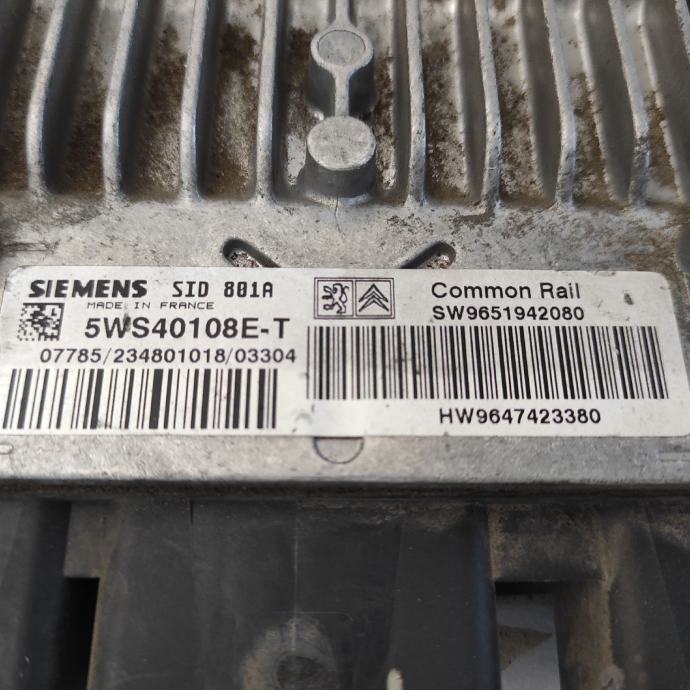 SIEMENS SID 801A
MADE IN FRANCE
5WS40108E-T
07785/234801018/03304
Common Rail
SW9651942080
HW9647423380